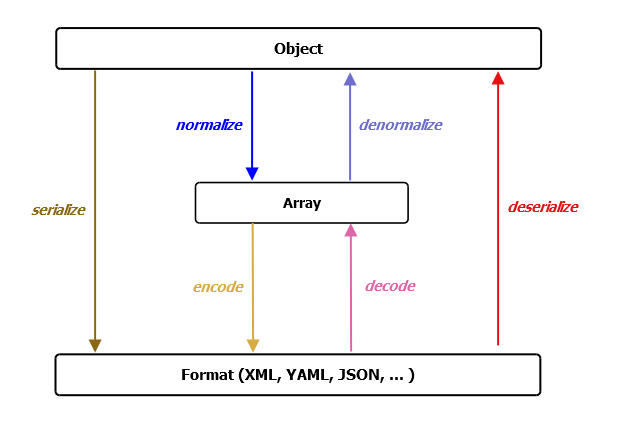 Object
normalize
denormalize
Array
serialize
deserialize
encode
decode
Format (XML, YAML, JSON, ... )